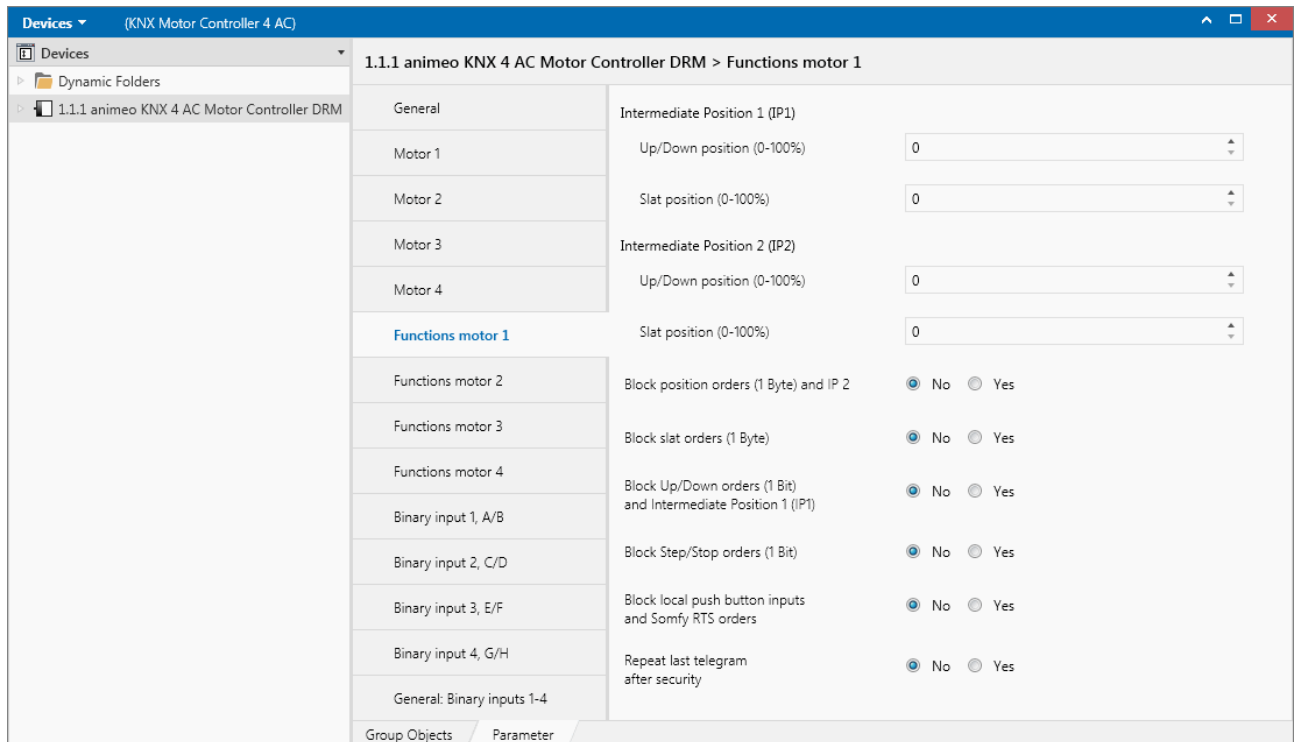 Devices (KNX Motor Controller 4 AC)
Devices
Dynamic Folders
1.1.1 animeo KNX 4 AC Motor Controller DRM
1.1.1 animeo KNX 4 AC Motor Controller DRM > Functions motor 1
General
Motor 1
Motor 2
Motor 3
Motor 4
Functions motor 1
Functions motor 2
Functions motor 3
Functions motor 4
Binary input 1, A/B
Binary input 2, C/D
Binary input 3, E/F
Binary input 4, G/H
General: Binary inputs 1-4
Intermediate Position 1 (IP1)
Up/Down position (0-100%) 0
Slat position (0-100%) 0
Intermediate Position 2 (IP2)
Up/Down position (0-100%) 0
Slat position (0-100%) 0
Block position orders (1 Byte) and IP 2 No Yes
Block slat orders (1 Byte) No Yes
Block Up/Down orders (1 Bit)
and Intermediate Position 1 (IP1) No Yes
Block Step/Stop orders (1 Bit) No Yes
Block local push button inputs
and Somfy RTS orders No Yes
Repeat last telegram
after security No Yes
Group Objects Parameter